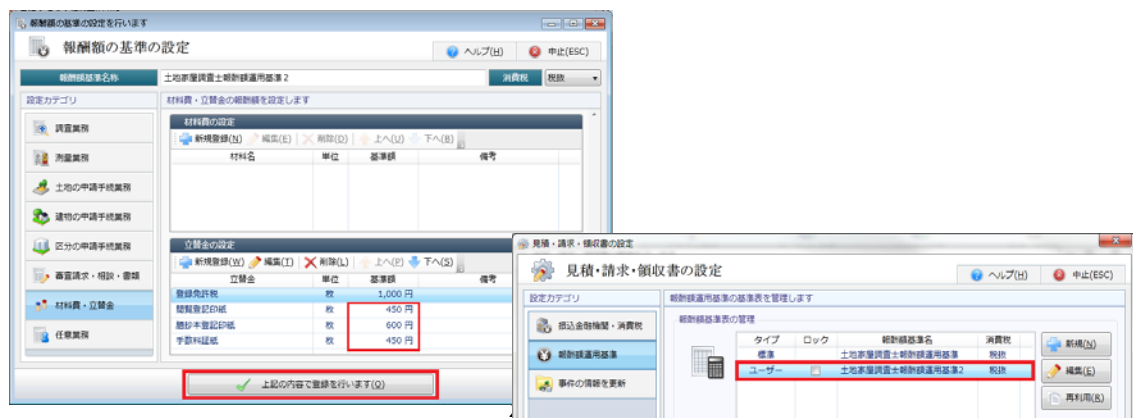 報酬額の基準の設定を行います
報酬額の基準の設定
ヘルプ(H)
中止(ESC)
報酬額基準名称
土地家屋調査士報酬額運用基準2
消費税
税抜
設定カテゴリ
材料費・立替金の報酬額を設定します
調査業務
測量業務
土地の申請手続業務
建物の申請手続業務
区分の申請手続業務
審査請求・相談・書類
材料費・立替金
任意業務
材料費の設定
新規登録(N) 編集(E) 削除(D) 上へ(U) 下へ(B)
材料名 単位 基準額 備考
立替金の設定
新規登録(W) 編集(T) 削除(L) 上へ(P) 下へ(S)
立替金 単位 基準額 備考
登録免許税 枚 1,000 円
閲覧登記印紙 枚 450 円
謄抄本登記印紙 枚 600 円
手数料証紙 枚 450 円
上記の内容で登録を行います(O)
見積・請求・領収書の設定
見積・請求・領収書の設定
ヘルプ(H)
中止(ESC)
設定カテゴリ
報酬額運用基準の基準表を管理します
振込金融機関・消費税
報酬額運用基準
事件の情報を更新
報酬額基準表の管理
タイプ ロック 報酬額基準名 消費税
標準 土地家屋調査士報酬額運用基準 税抜
ユーザー 土地家屋調査士報酬額運用基準2 税抜
新規(N)
編集(E)
再利用(R)